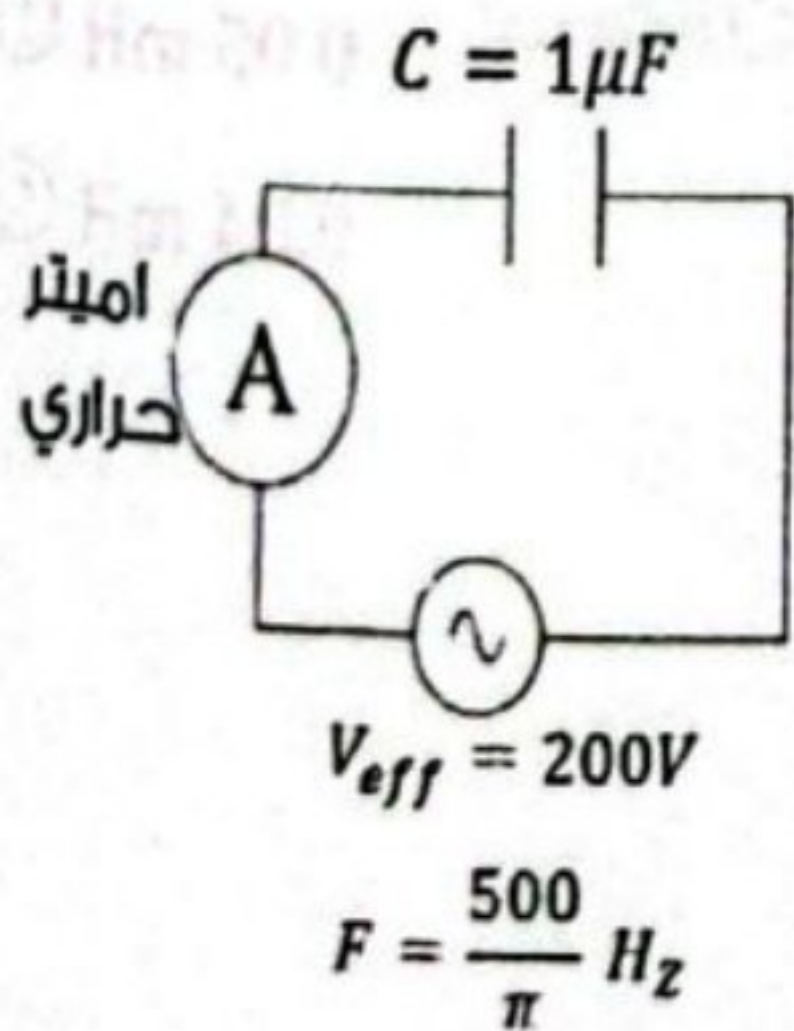 C = 1μF
اميتر
حراري
A
V_eff = 200V
F = 500/π Hz